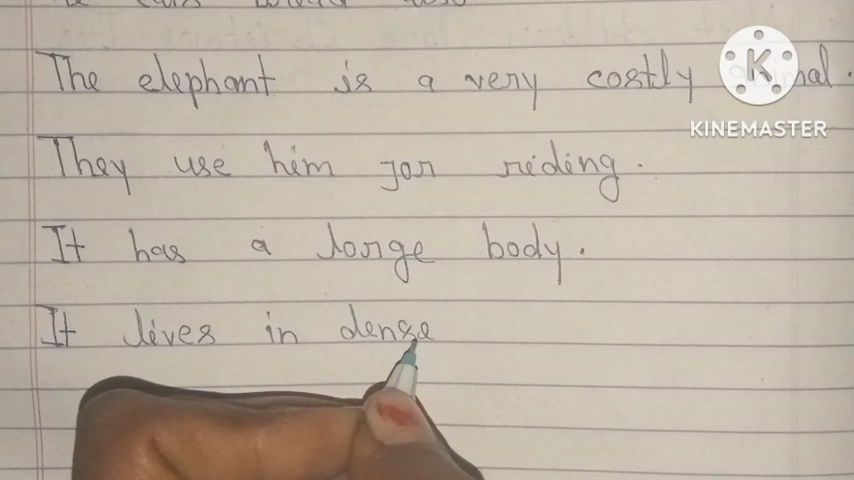 The elephant is a very costly animal.
They use him for riding.
It has a large body.
It lives in dense
KINEMASTER